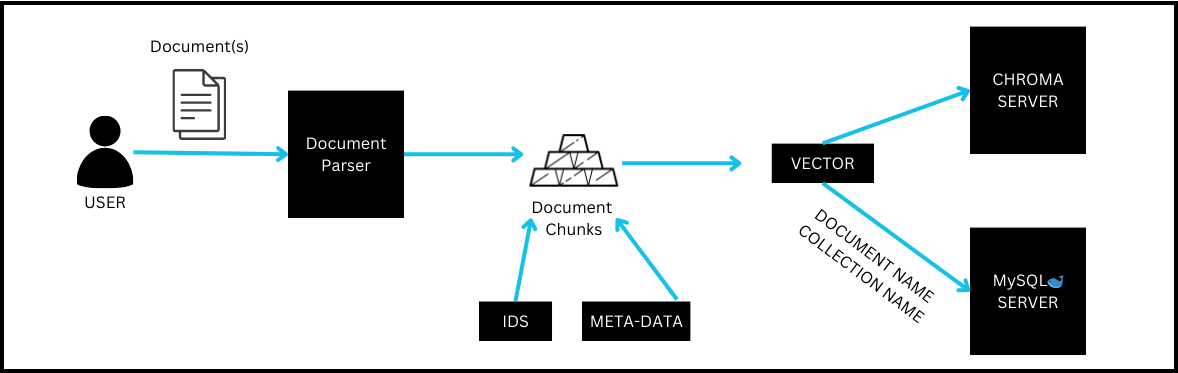 Document(s)
USER
Document
Parser
Document
Chunks
IDS
META-DATA
VECTOR
DOCUMENT NAME
COLLECTION NAME
CHROMA
SERVER
MySQL🐳
SERVER